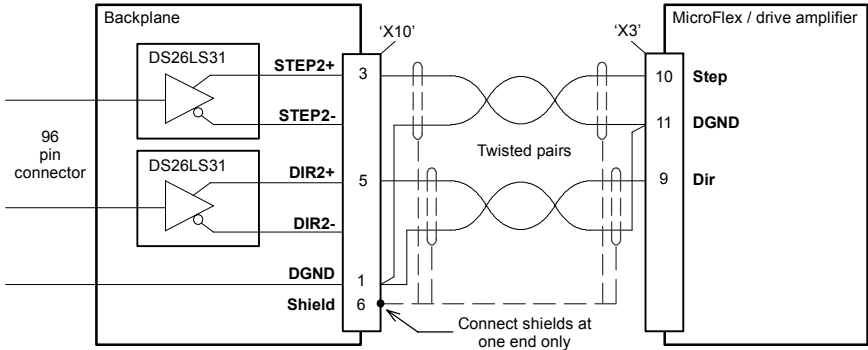 Backplane
MicroFlex / drive amplifier
'X10'
'X3'
DS26LS31
STEP2+
3
10
Step
STEP2-
11
DGND
96
pin
connector
Twisted pairs
DS26LS31
DIR2+
5
9
Dir
DIR2-
DGND
1
Shield
6
Connect shields at
one end only